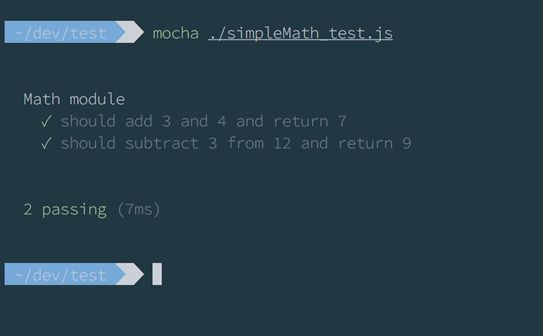 ~/dev/test mocha ./simpleMath_test.js
Math module
✓ should add 3 and 4 and return 7
✓ should subtract 3 from 12 and return 9
2 passing (7ms)
~/dev/test